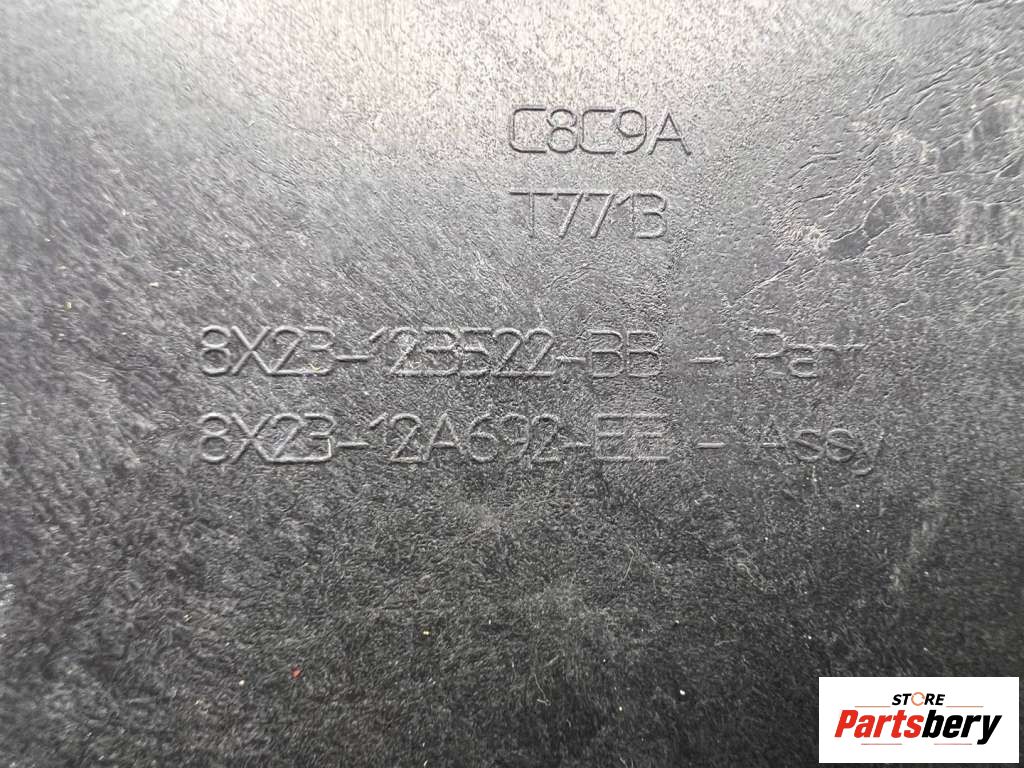 C8C9A
T771B
8X23-12B522-BB - Part
8X23-12A692-EE - Assy
STORE
Partsbery